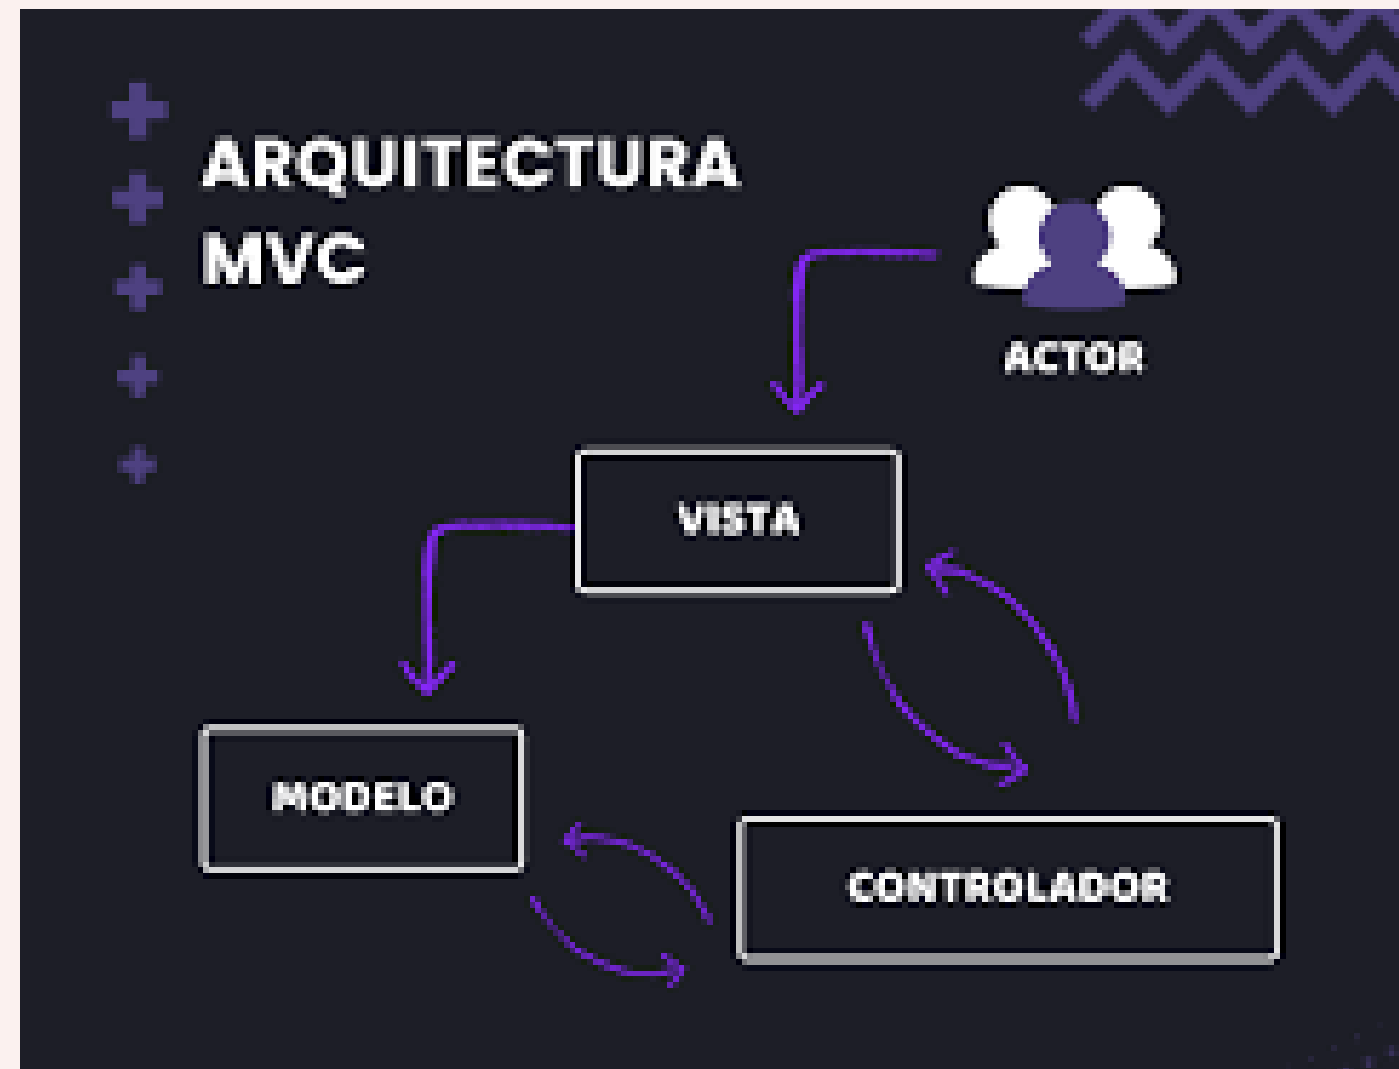 ARQUITECTURA
MVC
ACTOR
VISTA
MODELO
CONTROLADOR